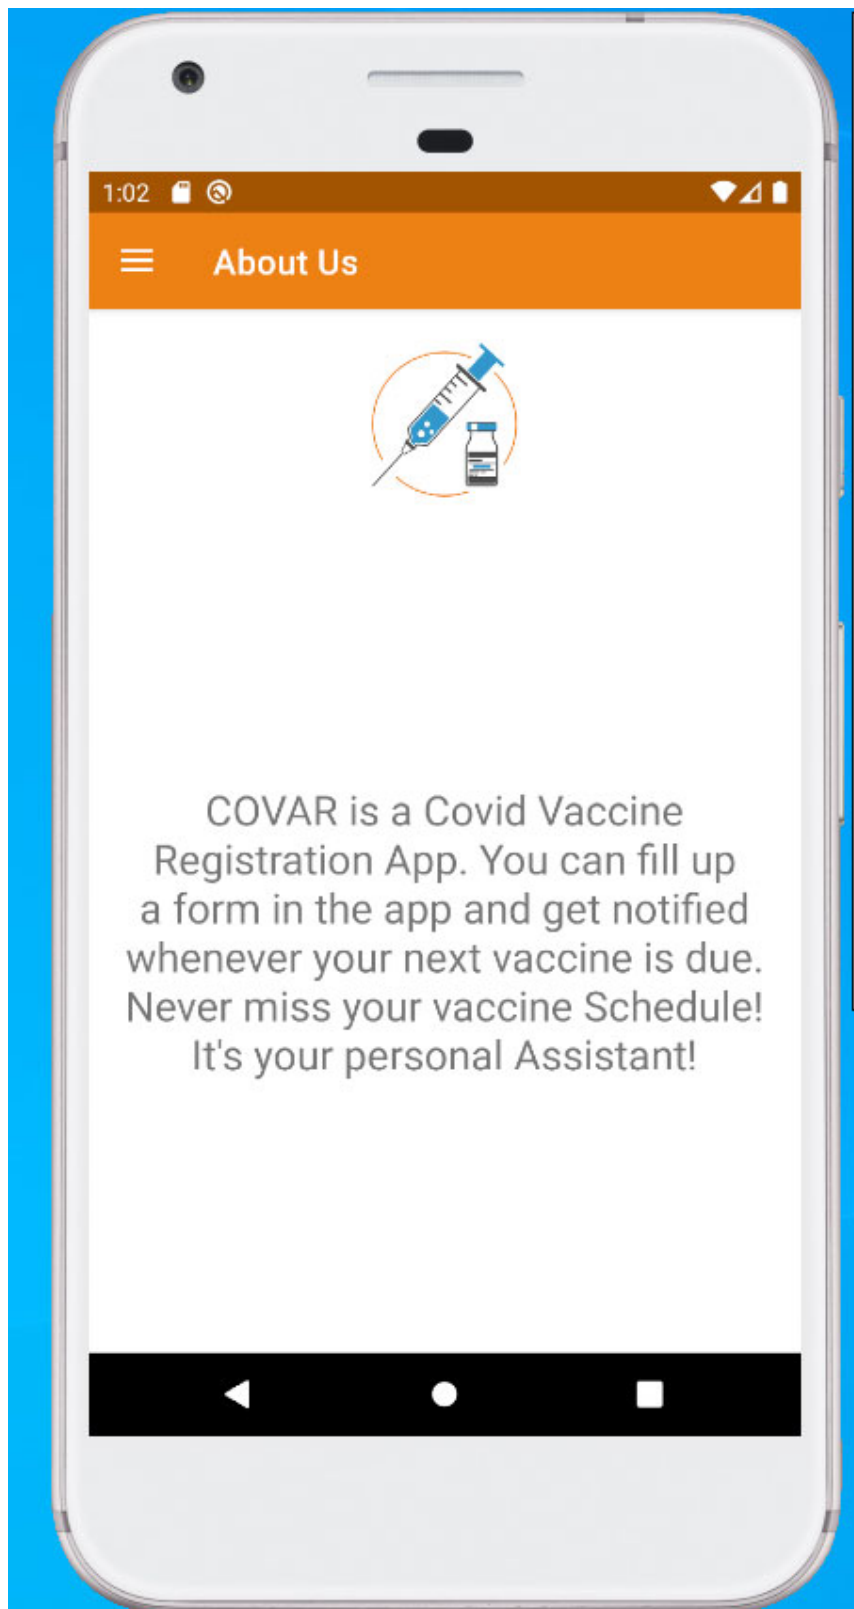 1:02
About Us
COVAR is a Covid Vaccine
Registration App. You can fill up
a form in the app and get notified
whenever your next vaccine is due.
Never miss your vaccine Schedule!
It's your personal Assistant!